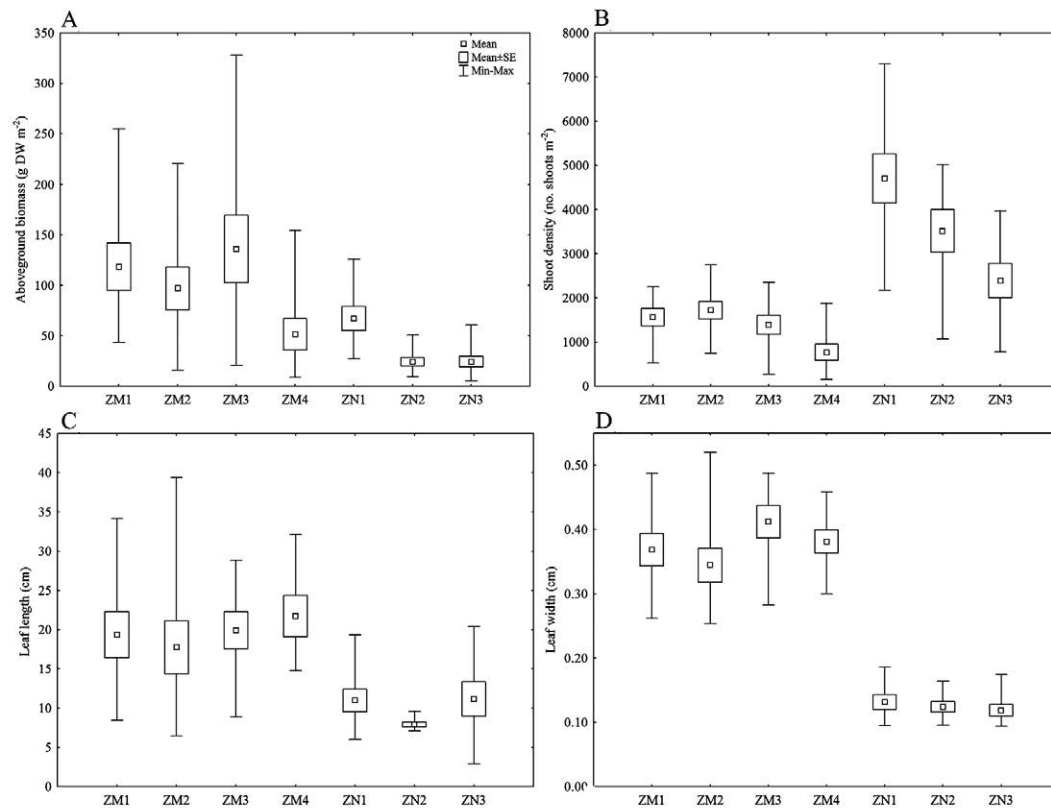 A
Aboveground biomass (g DW m⁻²)
350
300
250
200
150
100
50
0
Mean
Mean±SE
Min-Max
ZM1 ZM2 ZM3 ZM4 ZN1 ZN2 ZN3
B
Shoot density (no. shoots m⁻²)
8000
7000
6000
5000
4000
3000
2000
1000
0
ZM1 ZM2 ZM3 ZM4 ZN1 ZN2 ZN3
C
Leaf length (cm)
45
40
35
30
25
20
15
10
5
0
ZM1 ZM2 ZM3 ZM4 ZN1 ZN2 ZN3
D
Leaf width (cm)
0.50
0.40
0.30
0.20
0.10
0.00
ZM1 ZM2 ZM3 ZM4 ZN1 ZN2 ZN3